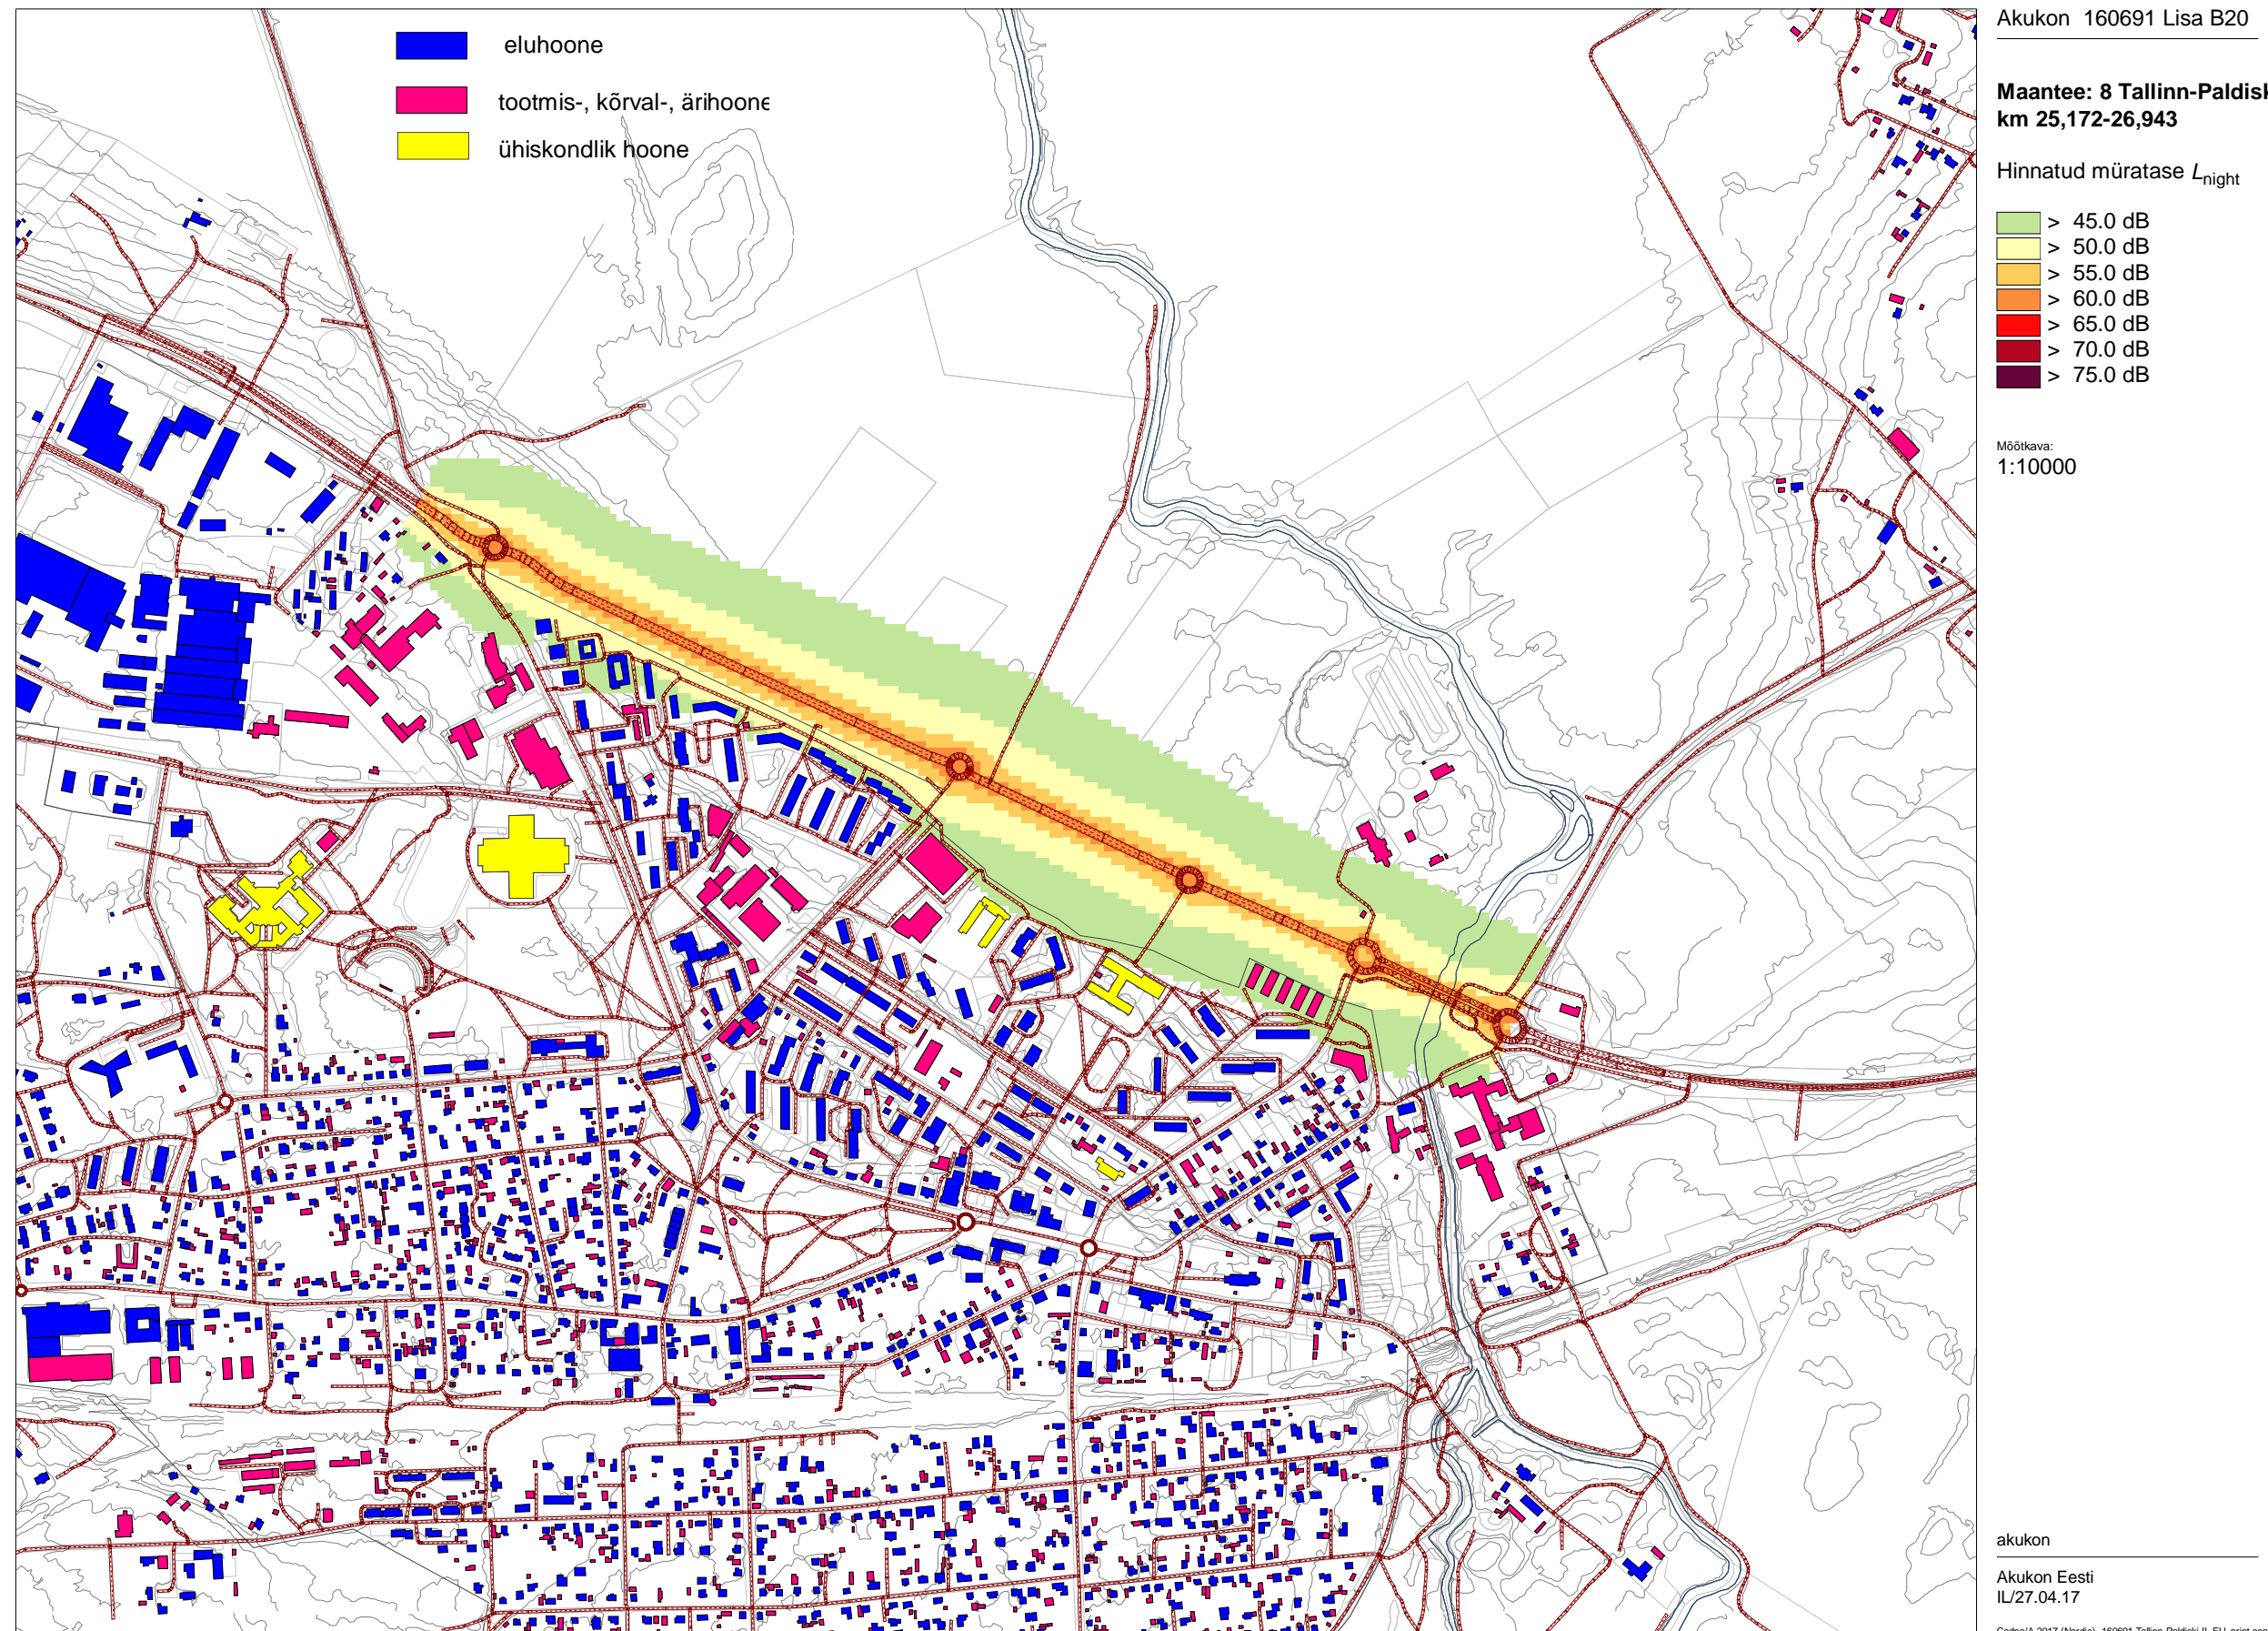 eluhoone
tootmis-, kõrval-, ärihoone
ühiskondlik hoone
Akukon 160691 Lisa B20
Maantee: 8 Tallinn-Paldisk
km 25,172-26,943
Hinnatud müratase Lnight
> 45.0 dB
> 50.0 dB
> 55.0 dB
> 60.0 dB
> 65.0 dB
> 70.0 dB
> 75.0 dB
Mõõtkava:
1:10000
akukon
Akukon Eesti
IL/27.04.17